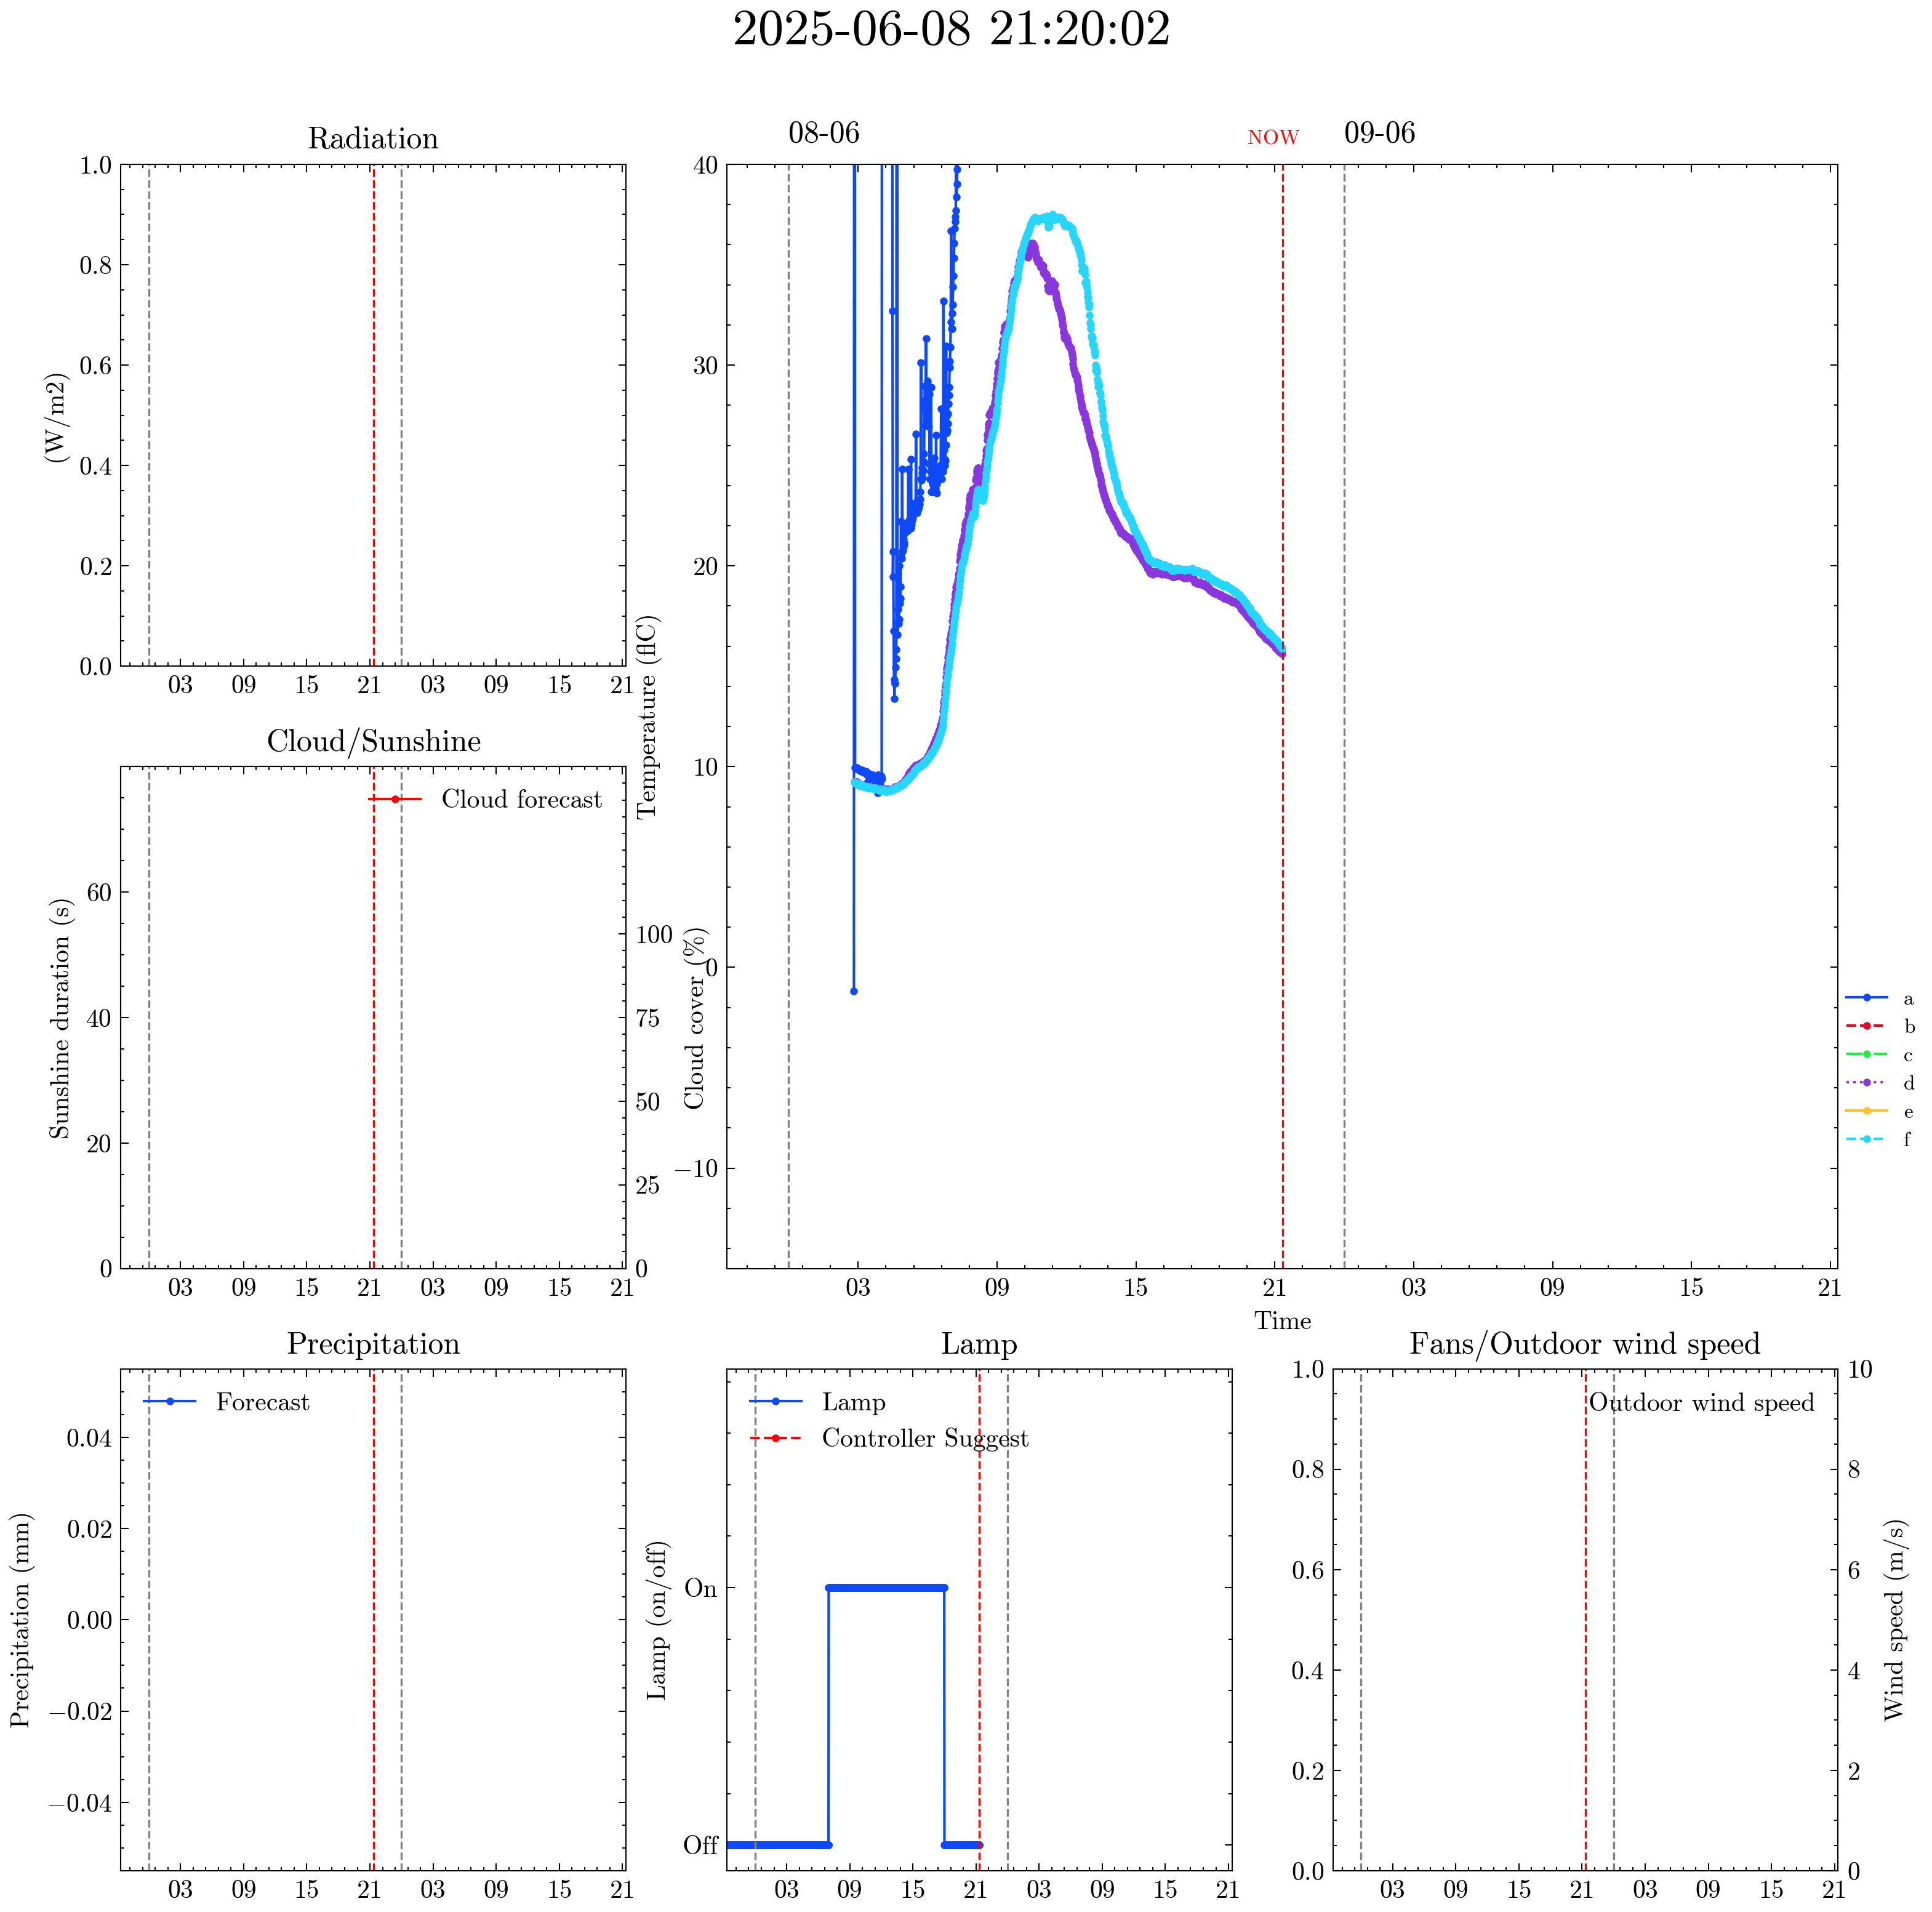 2025-06-08 21:20:02
Radiation
(W/m2)
1.0
0.8
0.6
0.4
0.2
0.0
03 09 15 21 03 09 15 21
08-06 NOW 09-06
Temperature (flC)
40
30
20
10
0
−10
03 09 15 21 03 09 15 21
Time
a
b
c
d
e
f
Cloud/Sunshine
Cloud forecast
Sunshine duration (s)
60
40
20
0
Cloud cover (%)
100
75
50
25
0
03 09 15 21 03 09 15 21
Precipitation
Forecast
Precipitation (mm)
0.04
0.02
0.00
−0.02
−0.04
03 09 15 21 03 09 15 21
Lamp
Lamp
Controller Suggest
Lamp (on/off)
On
Off
03 09 15 21 03 09 15 21
Fans/Outdoor wind speed
Outdoor wind speed
1.0
0.8
0.6
0.4
0.2
0.0
10
8
6
4
2
0
Wind speed (m/s)
03 09 15 21 03 09 15 21